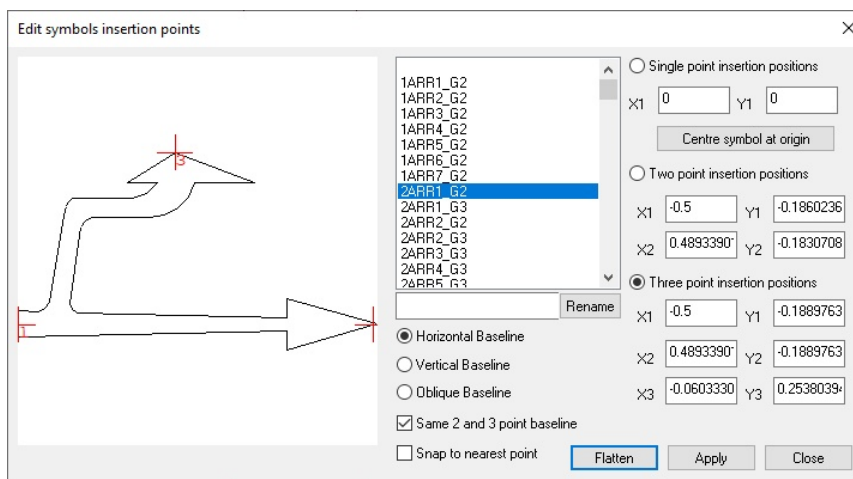 Edit symbols insertion points
3
1
1ARR1_G2
1ARR2_G2
1ARR3_G2
1ARR4_G2
1ARR5_G2
1ARR6_G2
1ARR7_G2
2ARR1_G2
2ARR1_G3
2ARR2_G2
2ARR2_G3
2ARR3_G3
2ARR4_G3
2ARR5_G3
Rename
Horizontal Baseline
Vertical Baseline
Oblique Baseline
Same 2 and 3 point baseline
Snap to nearest point
Single point insertion positions
X1 0 Y1 0
Centre symbol at origin
Two point insertion positions
X1 -0.5 Y1 -0.1860236
X2 0.4893390 Y2 -0.1830708
Three point insertion positions
X1 -0.5 Y1 -0.1889763
X2 0.4893390 Y2 -0.1889763
X3 -0.0603330 Y3 0.2538039
Flatten Apply Close